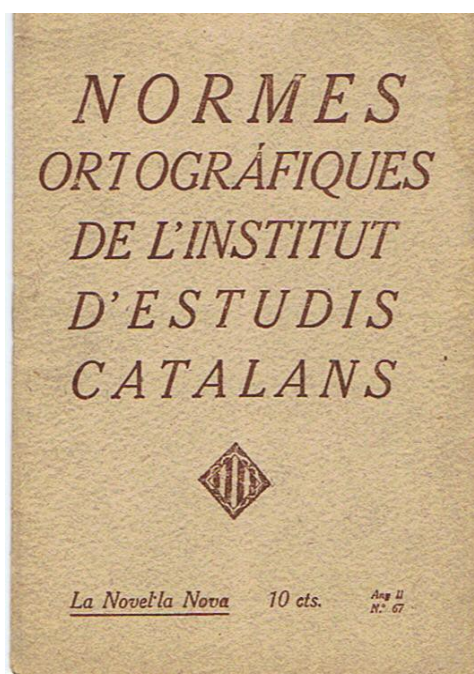 NORMES
ORTOGRÁFIQUES
DE L'INSTITUT
D'ESTUDIS
CATALANS
La Novel·la Nova 10 cts. Any II
N.º 67